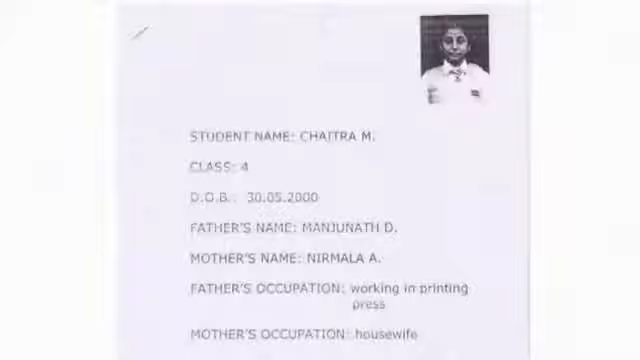 STUDENT NAME: CHAITRA M.
CLASS: 4
D.O.B.: 30.05.2000
FATHER'S NAME: MANJUNATH D.
MOTHER'S NAME: NIRMALA A.
FATHER'S OCCUPATION: working in printing
press
MOTHER'S OCCUPATION: housewife